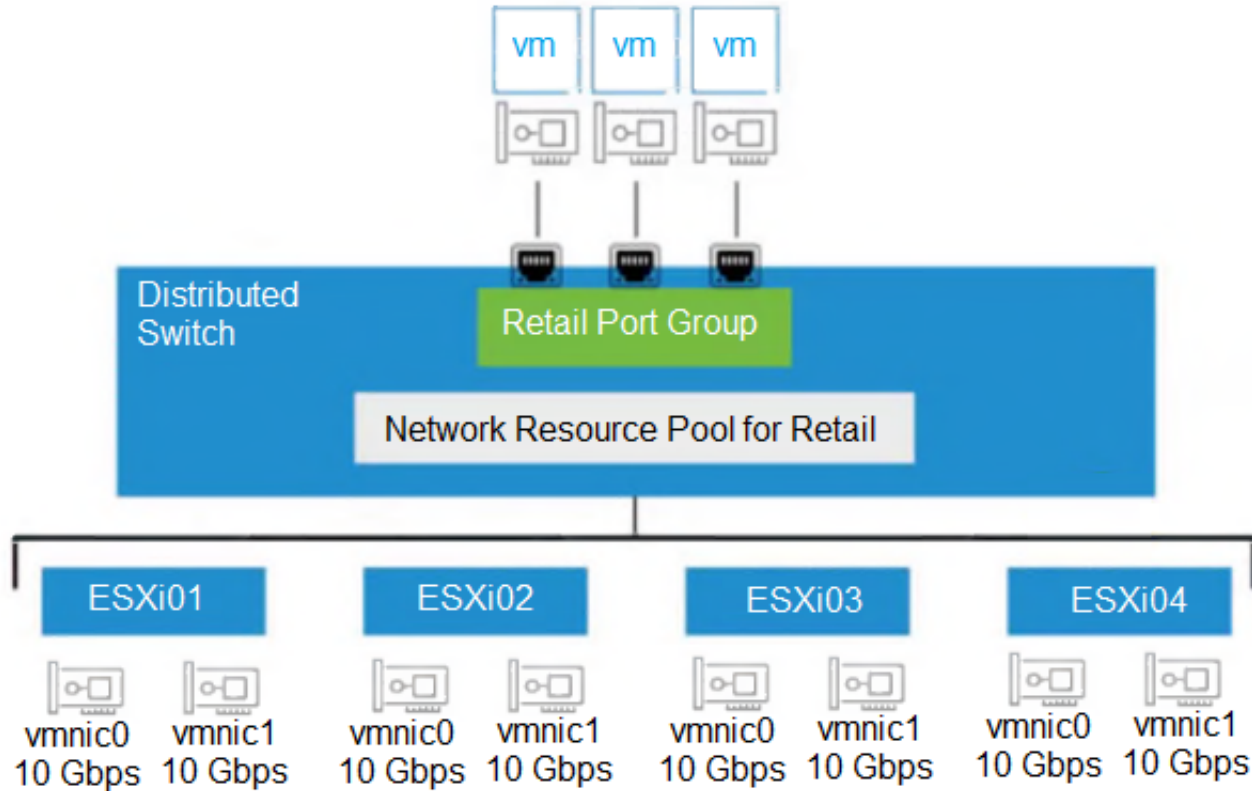 vm vm vm
Distributed
Switch
Retail Port Group
Network Resource Pool for Retail
ESXi01 ESXi02 ESXi03 ESXi04
vmnic0 vmnic1 vmnic0 vmnic1 vmnic0 vmnic1 vmnic0 vmnic1
10 Gbps 10 Gbps 10 Gbps 10 Gbps 10 Gbps 10 Gbps 10 Gbps 10 Gbps